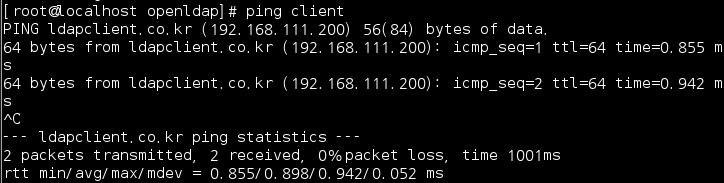 [root@localhost openldap]# ping client
PING ldapclient.co.kr (192.168.111.200) 56(84) bytes of data.
64 bytes from ldapclient.co.kr (192.168.111.200): icmp_seq=1 ttl=64 time=0.855 m
s
64 bytes from ldapclient.co.kr (192.168.111.200): icmp_seq=2 ttl=64 time=0.942 m
s
^C
--- ldapclient.co.kr ping statistics ---
2 packets transmitted, 2 received, 0% packet loss, time 1001ms
rtt min/avg/max/mdev = 0.855/0.898/0.942/0.052 ms